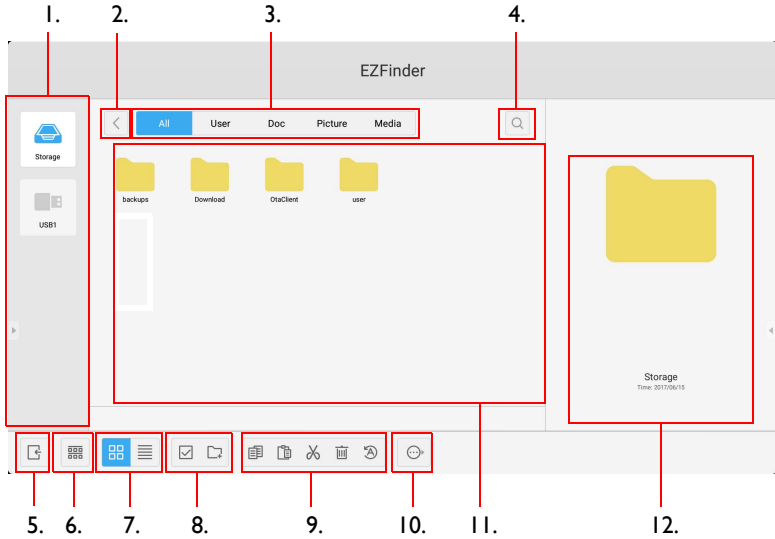 1. 2. 3. 4.
EZFinder
All User Doc Picture Media
Storage
USB1
backups Download OtaClient user
Storage
Time: 2017/06/15
5. 6. 7. 8. 9. 10. 11. 12.